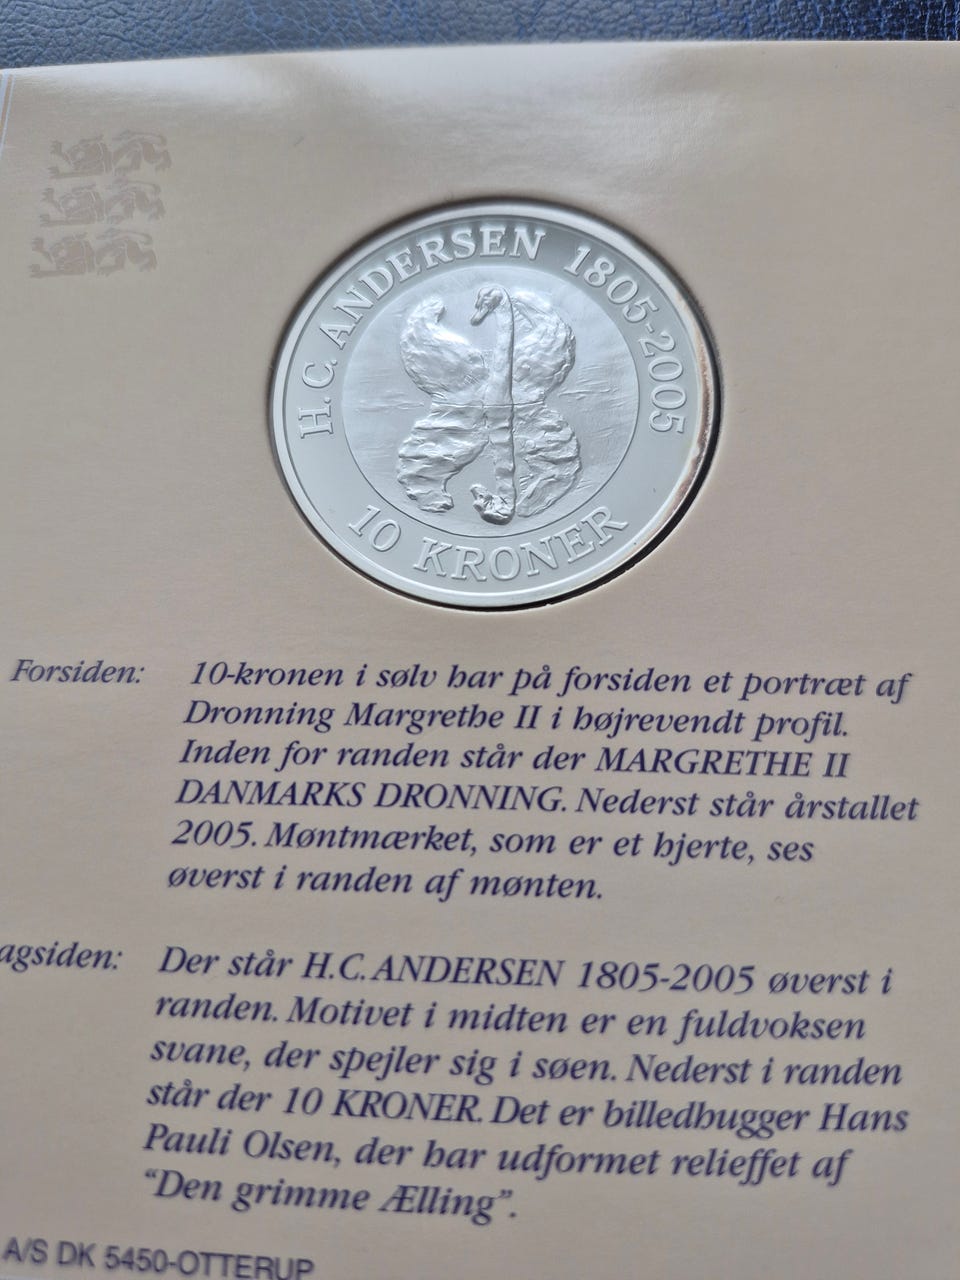 H.C. ANDERSEN 1805-2005
10 KRONER
Forsiden: 10-kronen i sølv har på forsiden et portræt af
Dronning Margrethe II i højrevendt profil.
Inden for randen står der MARGRETHE II
DANMARKS DRONNING. Nederst står årstallet
2005. Møntmærket, som er et hjerte, ses
øverst i randen af mønten.
agsiden: Der står H.C. ANDERSEN 1805-2005 øverst i
randen. Motivet i midten er en fuldvoksen
svane, der spejler sig i søen. Nederst i randen
står der 10 KRONER. Det er billedhugger Hans
Pauli Olsen, der har udformet relieffet af
“Den grimme Ælling”.
A/S DK 5450-OTTERUP